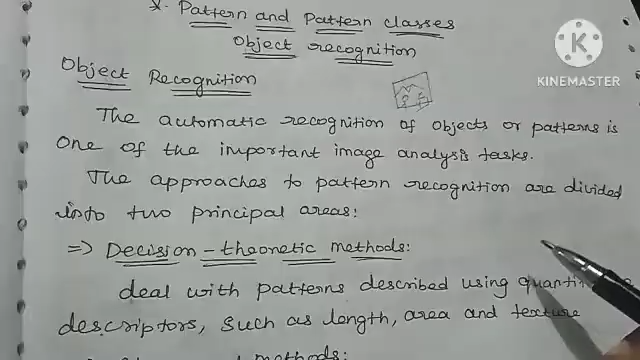 X. Pattern and Pattern classes
Object recognition
Object Recognition
The automatic recognition of objects or patterns is
one of the important image analysis tasks.
The approaches to pattern recognition are divided
into two principal areas:
⇒ Decision-theoretic methods:
deal with patterns described using
descriptors, such as length, area and texture
methods:
K
KINEMASTER